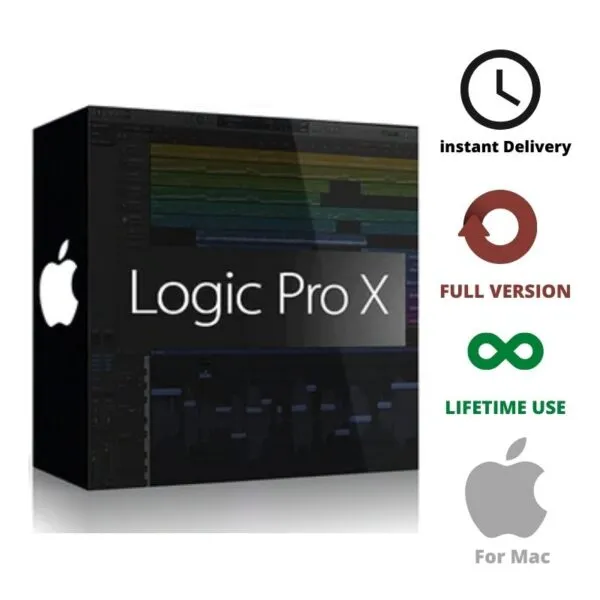 Logic Pro X
instant Delivery
FULL VERSION
LIFETIME USE
For Mac